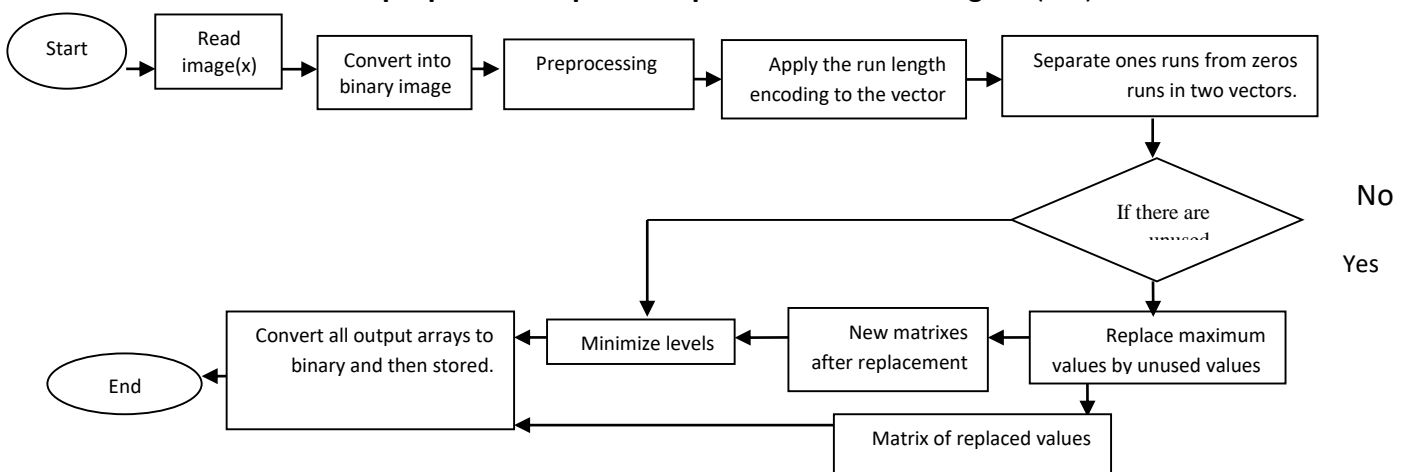 Start
Read
image(x)
Convert into
binary image
Preprocessing
Apply the run length
encoding to the vector
Separate ones runs from zeros
runs in two vectors.
If there are
unused
No
Yes
Replace maximum
values by unused values
New matrixes
after replacement
Minimize levels
Convert all output arrays to
binary and then stored.
End
Matrix of replaced values